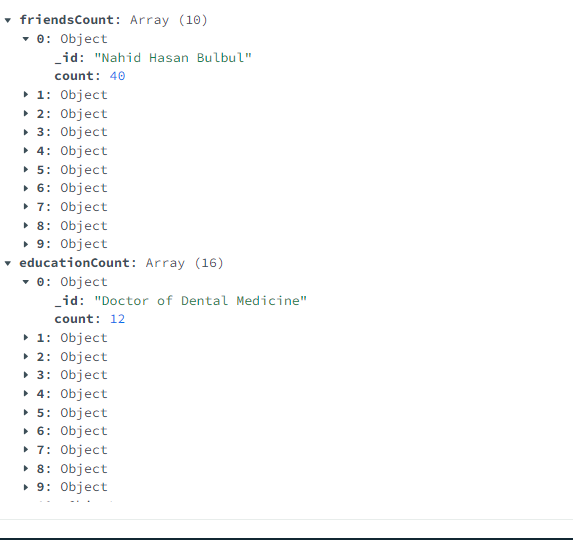 friendsCount: Array (10)
0: Object
_id: "Nahid Hasan Bulbul"
count: 40
1: Object
2: Object
3: Object
4: Object
5: Object
6: Object
7: Object
8: Object
9: Object
educationCount: Array (16)
0: Object
_id: "Doctor of Dental Medicine"
count: 12
1: Object
2: Object
3: Object
4: Object
5: Object
6: Object
7: Object
8: Object
9: Object